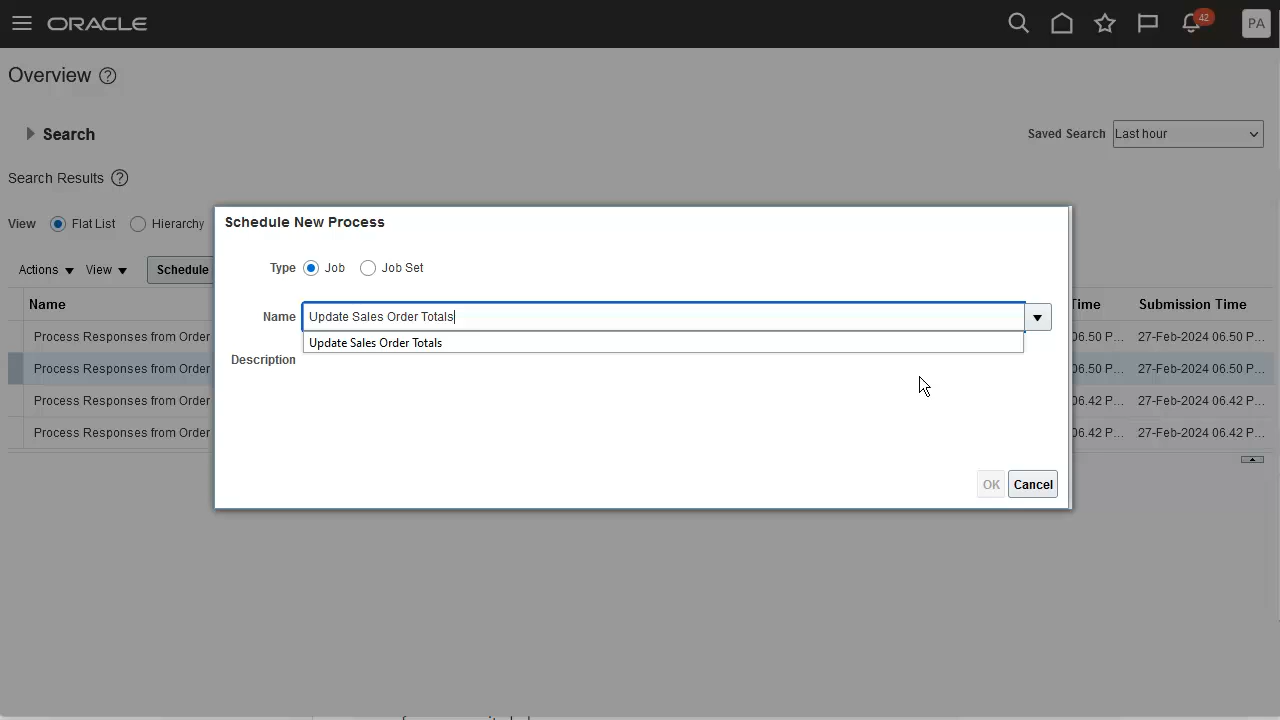 ORACLE
42
PA
Overview
Search
Saved Search Last hour
Search Results
View Flat List Hierarchy
Actions View Schedule
Name Time Submission Time
Process Responses from Order 06.50 P... 27-Feb-2024 06.50 P...
Process Responses from Order 06.50 P... 27-Feb-2024 06.50 P...
Process Responses from Order 06.42 P... 27-Feb-2024 06.42 P...
Process Responses from Order 06.42 P... 27-Feb-2024 06.42 P...
Schedule New Process
Type Job Job Set
Name Update Sales Order Totals
Update Sales Order Totals
Description
OK Cancel